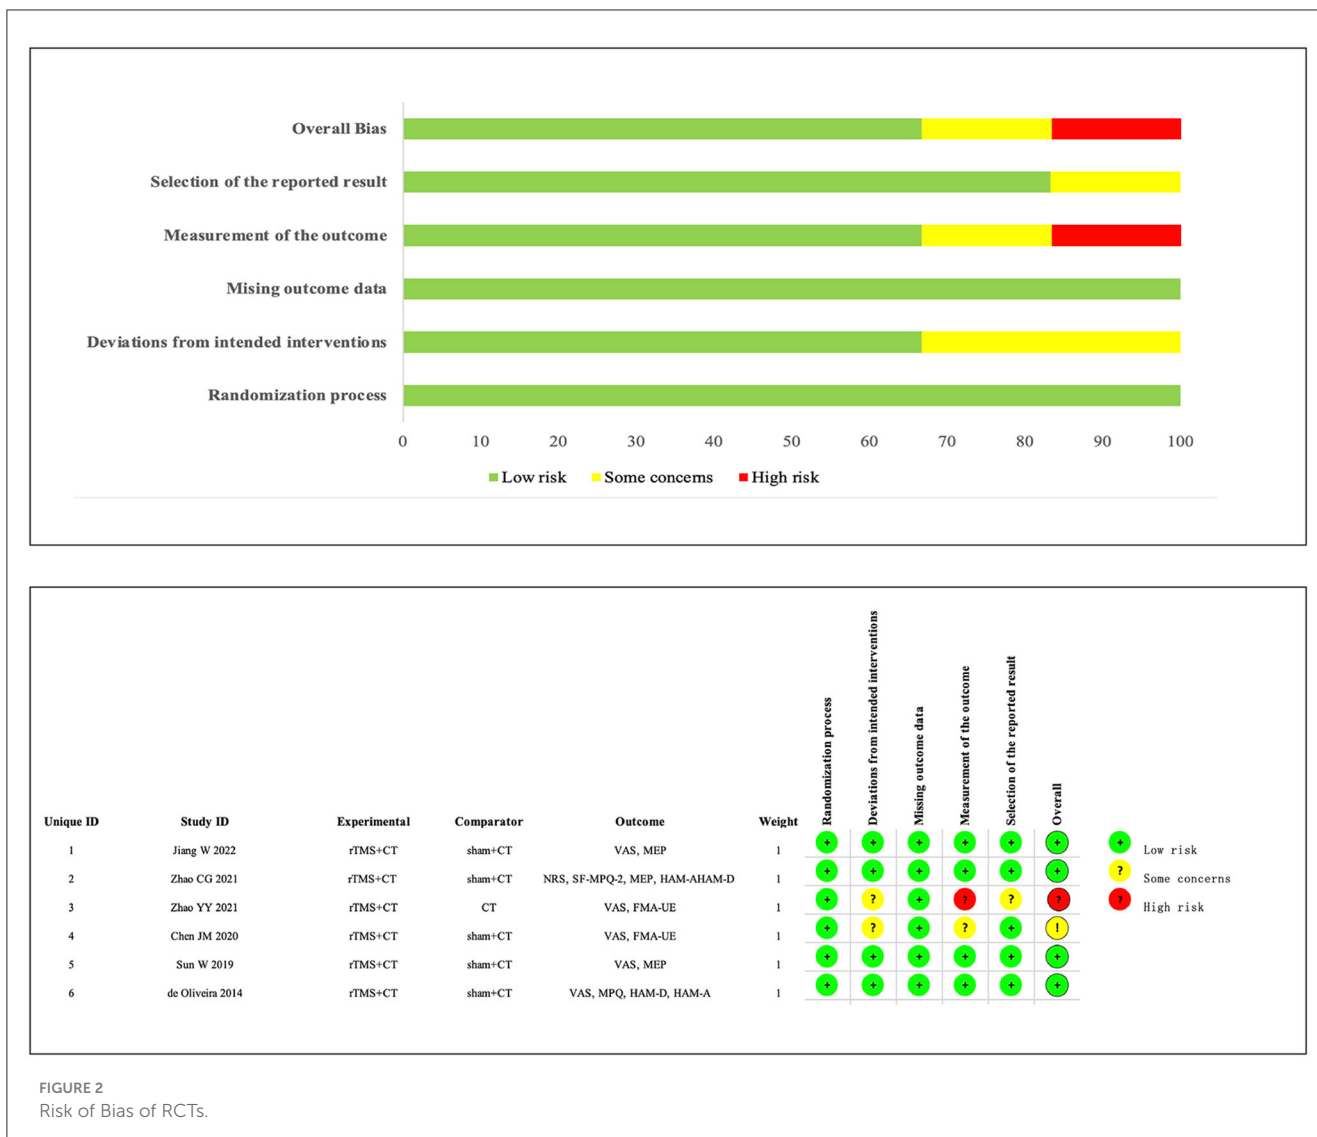 Overall Bias
Selection of the reported result
Measurement of the outcome
Mising outcome data
Deviations from intended interventions
Randomization process
0 10 20 30 40 50 60 70 80 90 100
Low risk Some concerns High risk
Randomization process
Deviations from intended interventions
Missing outcome data
Measurement of the outcome
Selection of the reported result
Overall
Unique ID Study ID Experimental Comparator Outcome Weight
1 Jiang W 2022 rTMS+CT sham+CT VAS, MEP 1 + + + + + +
2 Zhao CG 2021 rTMS+CT sham+CT NRS, SF-MPQ-2, MEP, HAM-AHAM-D 1 + + + + + +
3 Zhao YY 2021 rTMS+CT CT VAS, FMA-UE 1 + ? + ? ? ?
4 Chen JM 2020 rTMS+CT sham+CT VAS, FMA-UE 1 + ? + ? + !
5 Sun W 2019 rTMS+CT sham+CT VAS, MEP 1 + + + + + +
6 de Oliveira 2014 rTMS+CT sham+CT VAS, MPQ, HAM-D, HAM-A 1 + + + + + +
+ Low risk
? Some concerns
? High risk
FIGURE 2
Risk of Bias of RCTs.